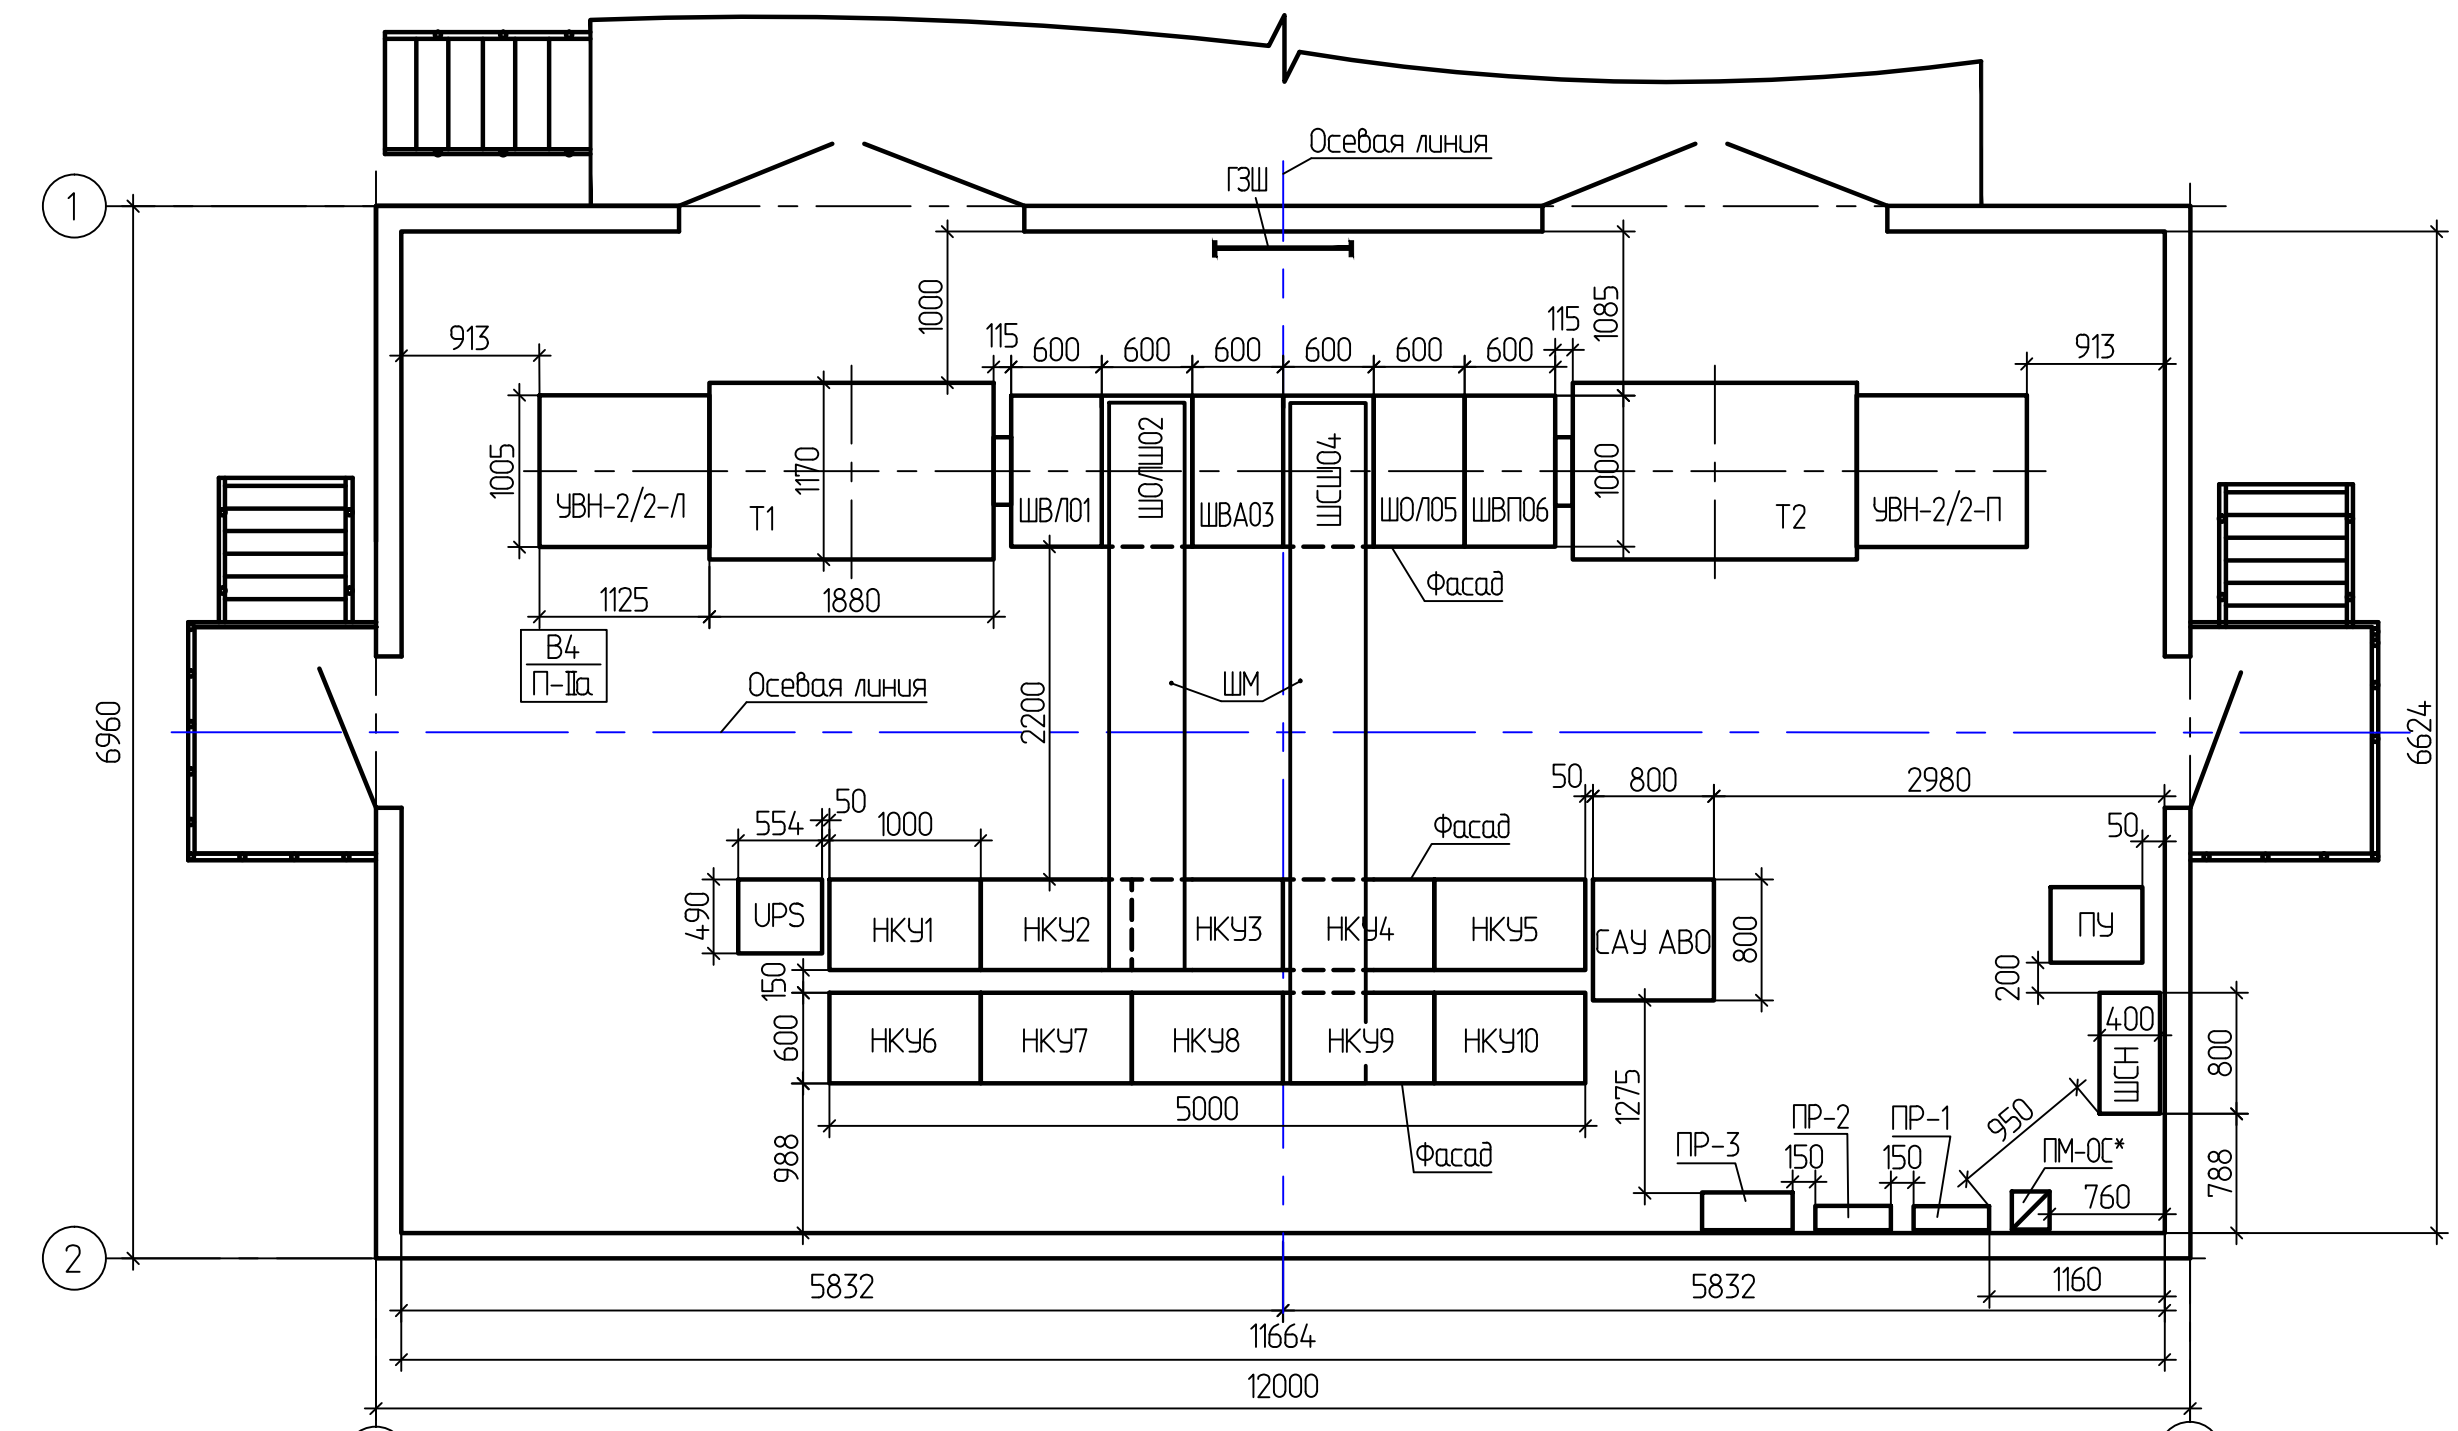 Осевая линия
1
ГЗШ
1000
1085
913
115
600
600
600
600
600
600
115
913
1005
1170
1000
УВН-2/2-Л
Т1
ШВЛ01
ШОЛШ02
ШВА03
ШСШ04
ШОЛ05
ШВП06
Т2
УВН-2/2-П
Фасад
1125
1880
В4
П-IIа
Осевая линия
ШМ
6960
2200
6624
50
800
2980
554
50
1000
Фасад
50
490
UPS
НКУ1
НКУ2
НКУ3
НКУ4
НКУ5
САУ АВО
800
ПУ
150
200
600
НКУ6
НКУ7
НКУ8
НКУ9
НКУ10
400
ШСН
800
5000
1275
988
Фасад
ПР-3
ПР-2
ПР-1
950
ПМ-ОС*
150
150
760
788
2
5832
5832
1160
11664
12000